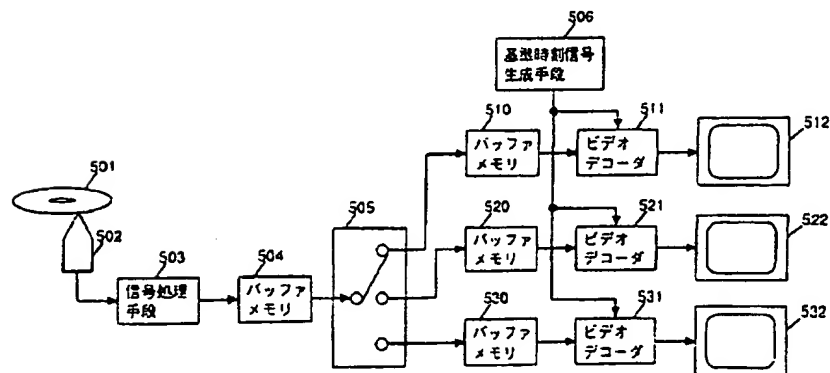 506
基準時刻信号
生成手段
510
バッファ
メモリ
511
ビデオ
デコーダ
512
501
502
503
信号処理
手段
504
バッファ
メモリ
505
520
バッファ
メモリ
521
ビデオ
デコーダ
522
530
バッファ
メモリ
531
ビデオ
デコーダ
532